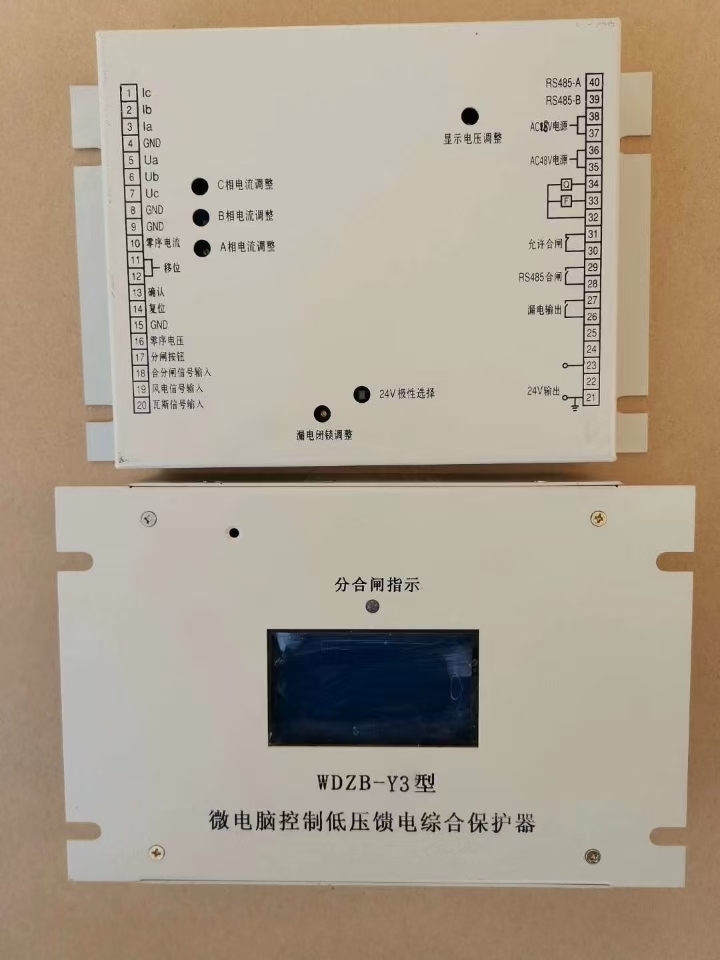 1 Ic
2 Ib
3 Ia
4 GND
5 Ua
6 Ub
7 Uc
8 GND
9 GND
10 零序电流
11
移位
12
13 确认
14 复位
15 GND
16 零序电压
17 分闸按钮
18 合分闸信号输入
19 风电信号输入
20 瓦斯信号输入
C相电流调整
B相电流调整
A相电流调整
显示电压调整
24V极性选择
漏电闭锁调整
RS485-A 40
RS485-B 39
38
AC18V电源
37
36
AC48V电源
35
Q 34
F 33
32
31
允许合闸
30
29
RS485合闸
28
27
漏电输出
26
25
24
23
22
24V输出
21
分合闸指示
WDZB-Y3型
微电脑控制低压馈电综合保护器